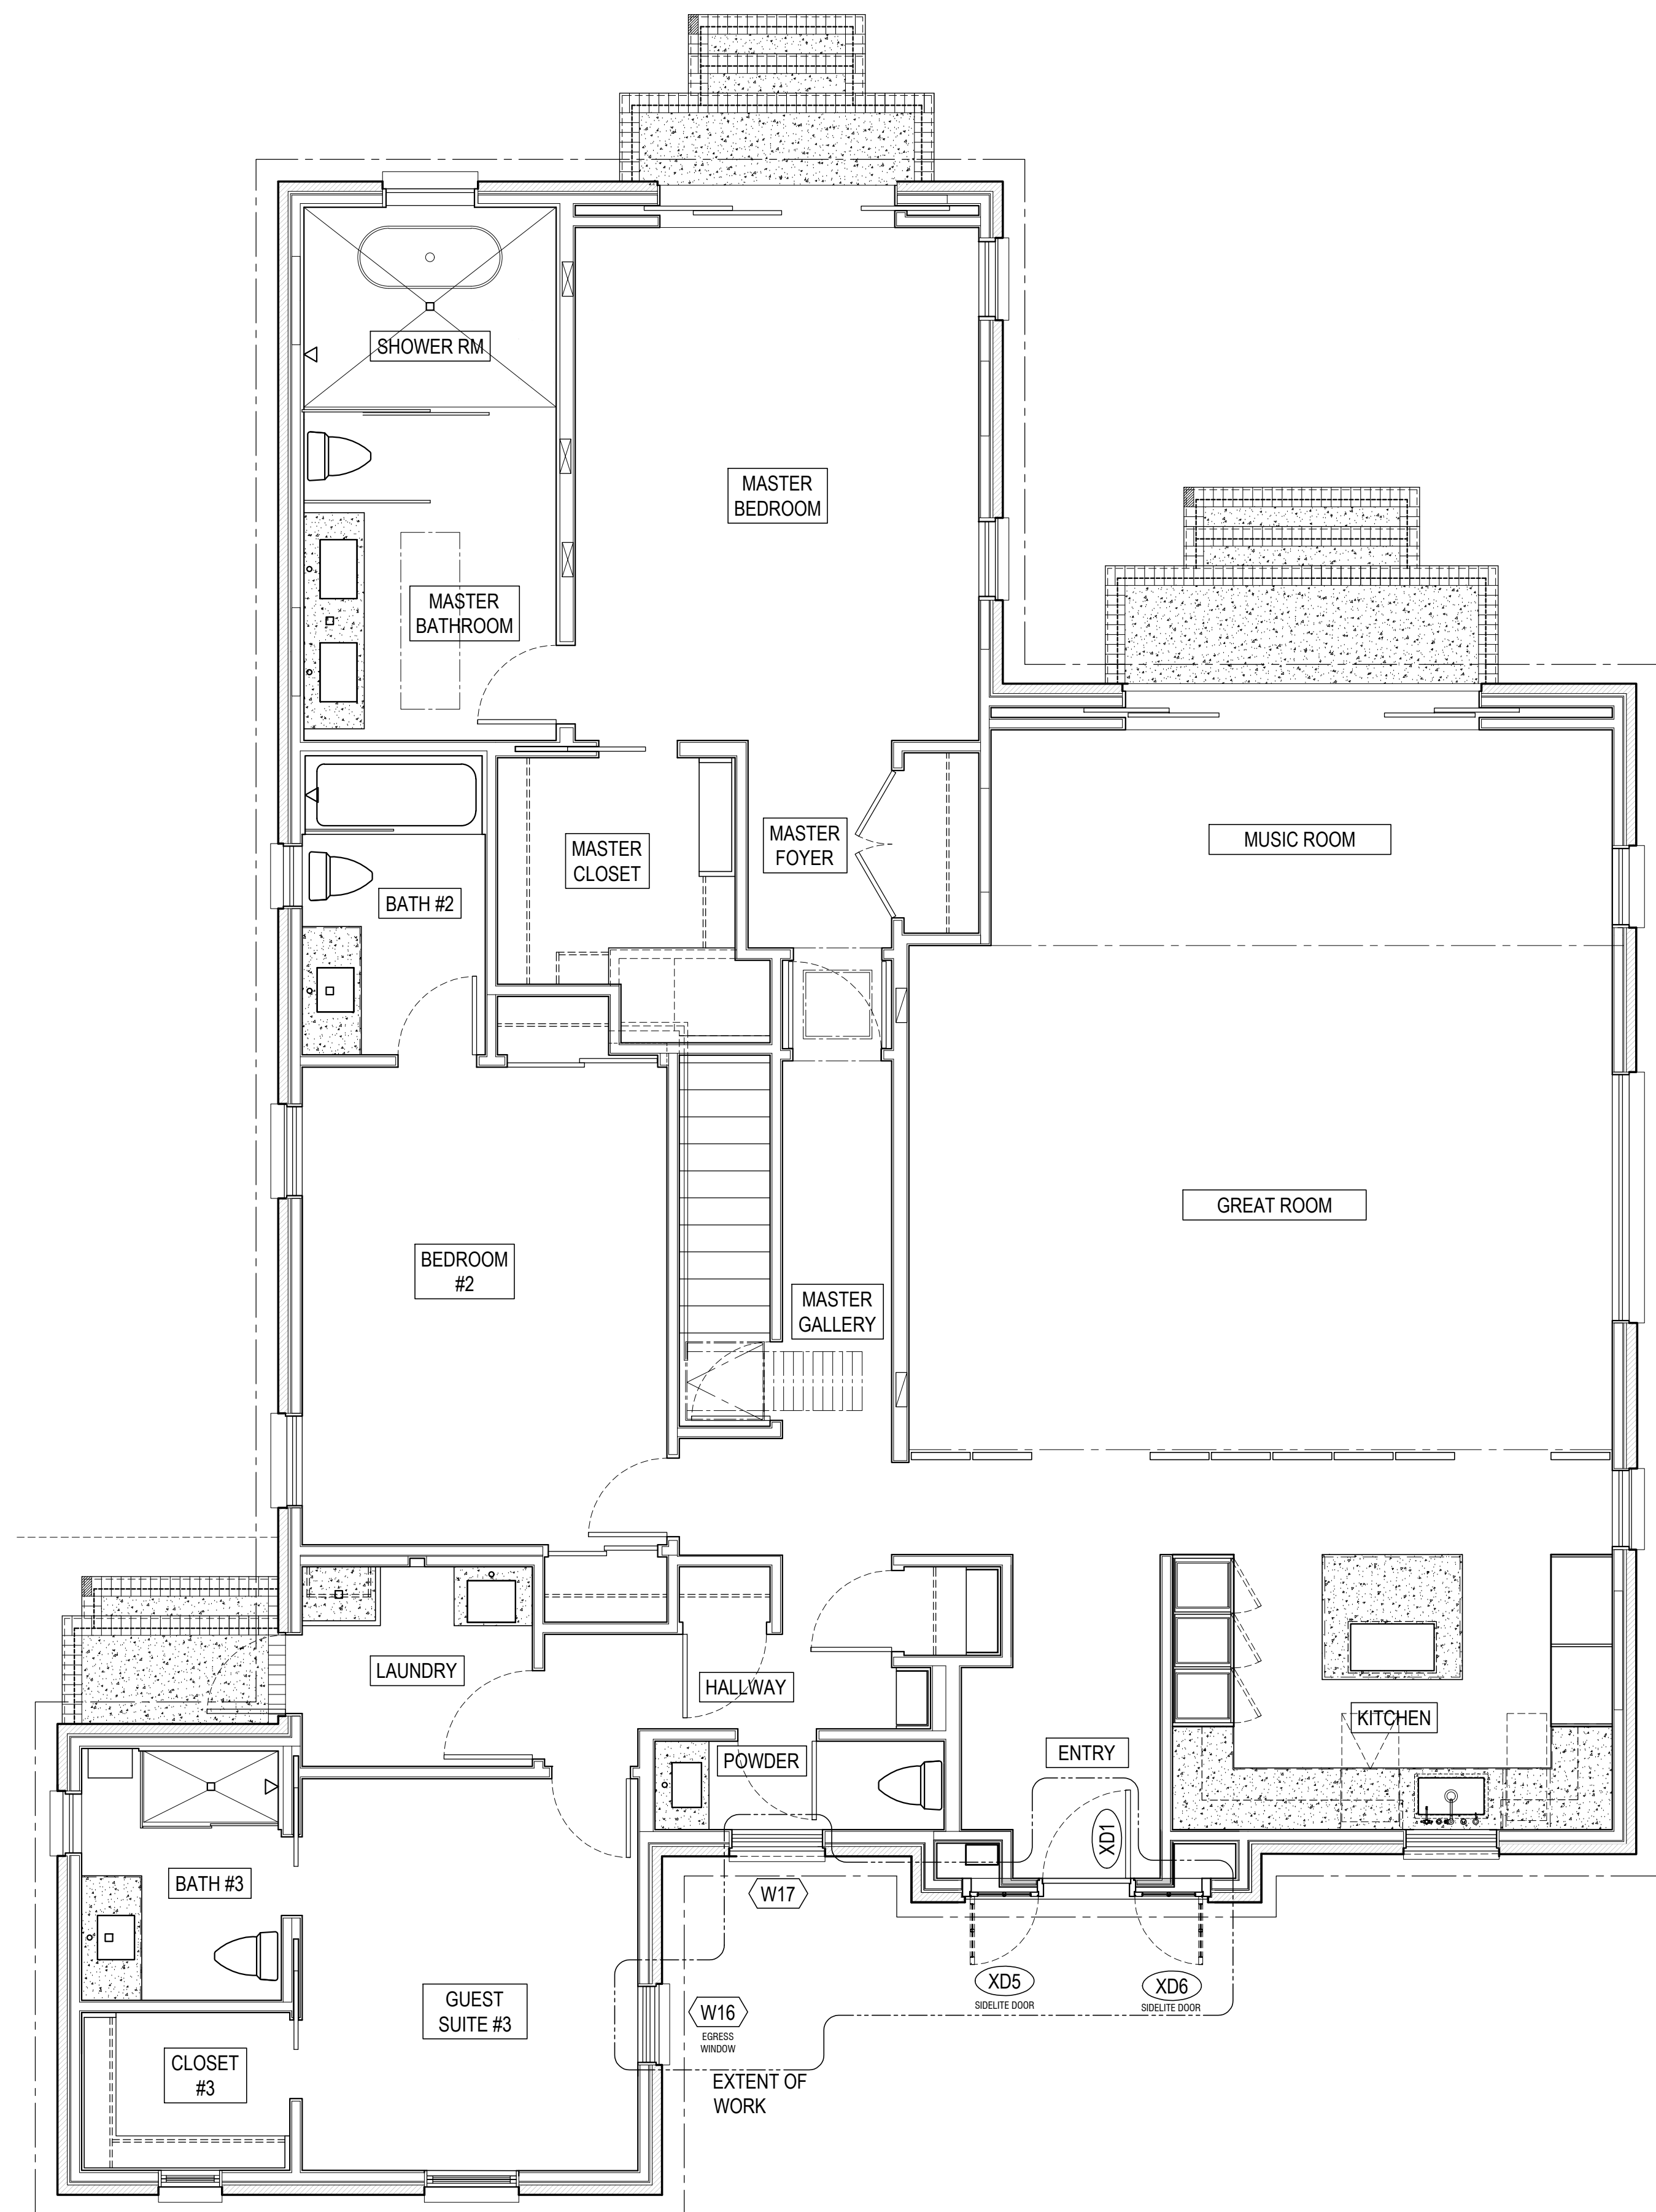 SHOWER RM
MASTER
BEDROOM
MASTER
BATHROOM
MASTER
CLOSET
MASTER
FOYER
MUSIC ROOM
BATH #2
GREAT ROOM
BEDROOM
#2
MASTER
GALLERY
LAUNDRY
HALLWAY
KITCHEN
ENTRY
POWDER
XD1
BATH #3
W17
XD5
SIDELITE DOOR
XD6
SIDELITE DOOR
GUEST
SUITE #3
W16
EGRESS
WINDOW
CLOSET
#3
EXTENT OF
WORK